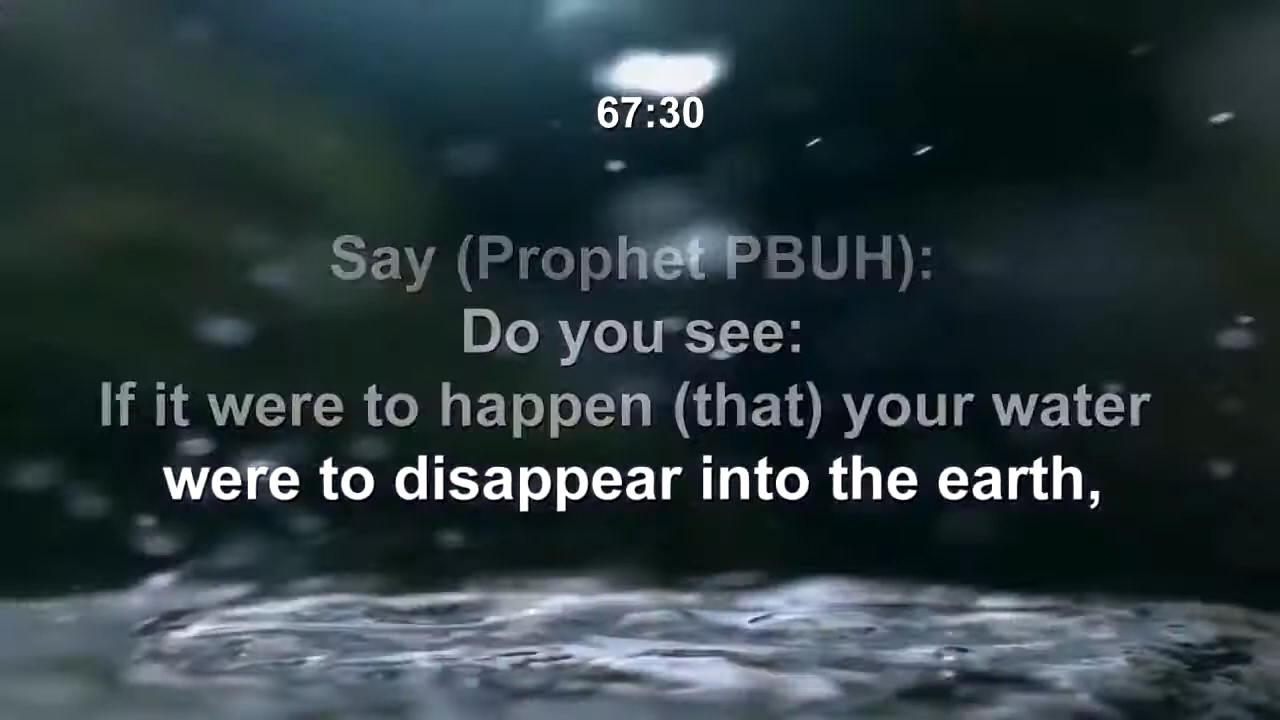 67:30
Say (Prophet PBUH):
Do you see:
If it were to happen (that) your water
were to disappear into the earth,